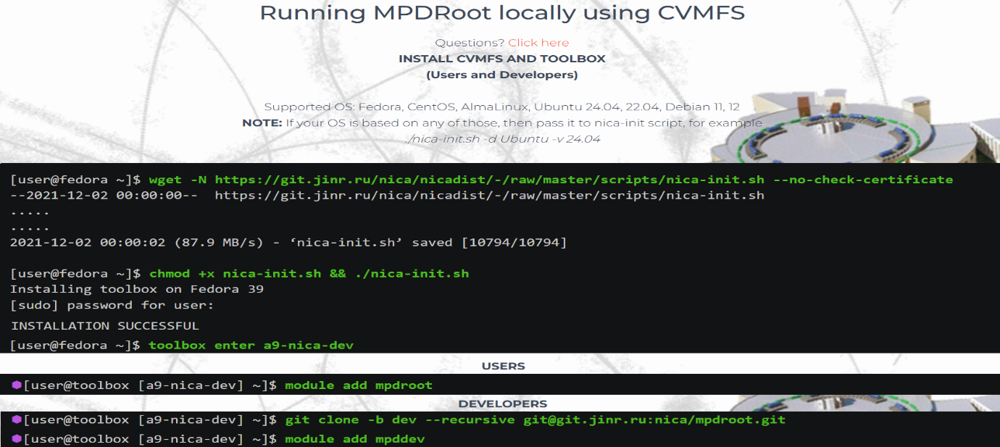 Running MPDRoot locally using CVMFS
Questions? Click here
INSTALL CVMFS AND TOOLBOX
(Users and Developers)
Supported OS: Fedora, CentOS, AlmaLinux, Ubuntu 24.04, 22.04, Debian 11, 12
NOTE: If your OS is based on any of those, then pass it to nica-init script, for example
./nica-init.sh -d Ubuntu -v 24.04
[user@fedora ~]$ wget -N https://git.jinr.ru/nica/nicadist/-/raw/master/scripts/nica-init.sh --no-check-certificate
--2021-12-02 00:00:00--  https://git.jinr.ru/nica/nicadist/-/raw/master/scripts/nica-init.sh
.....
.....
2021-12-02 00:00:02 (87.9 MB/s) - ‘nica-init.sh’ saved [10794/10794]
[user@fedora ~]$ chmod +x nica-init.sh && ./nica-init.sh
Installing toolbox on Fedora 39
[sudo] password for user:
INSTALLATION SUCCESSFUL
[user@fedora ~]$ toolbox enter a9-nica-dev
USERS
⬢[user@toolbox [a9-nica-dev] ~]$ module add mpdroot
DEVELOPERS
⬢[user@toolbox [a9-nica-dev] ~]$ git clone -b dev --recursive git@git.jinr.ru:nica/mpdroot.git
⬢[user@toolbox [a9-nica-dev] ~]$ module add mpddev